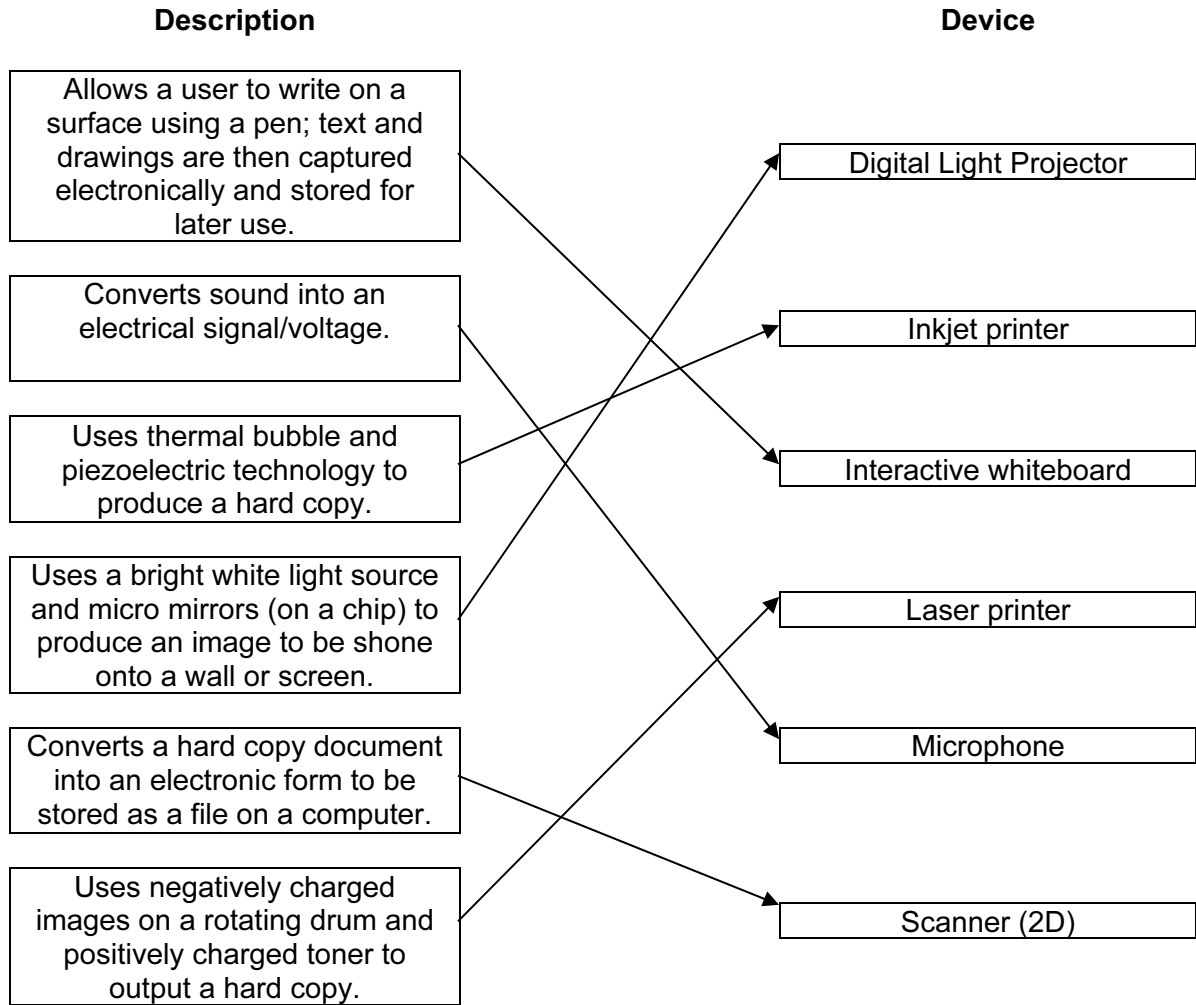 Description
Allows a user to write on a
surface using a pen; text and
drawings are then captured
electronically and stored for
later use.
Converts sound into an
electrical signal/voltage.
Uses thermal bubble and
piezoelectric technology to
produce a hard copy.
Uses a bright white light source
and micro mirrors (on a chip) to
produce an image to be shone
onto a wall or screen.
Converts a hard copy document
into an electronic form to be
stored as a file on a computer.
Uses negatively charged
images on a rotating drum and
positively charged toner to
output a hard copy.
Device
Digital Light Projector
Inkjet printer
Interactive whiteboard
Laser printer
Microphone
Scanner (2D)